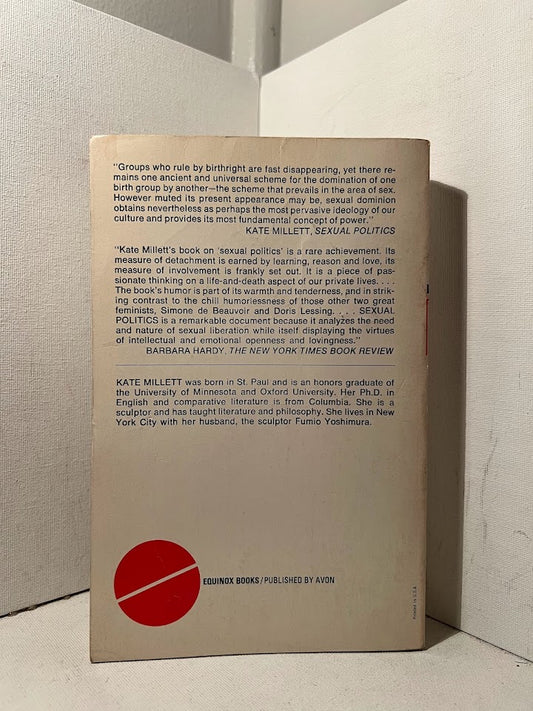 "Groups who rule by birthright are fast disappearing, yet there re-
mains one ancient and universal scheme for the domination of one
birth group by another—the scheme that prevails in the area of sex.
However muted its present appearance may be, sexual dominion
obtains nevertheless as perhaps the most pervasive ideology of our
culture and provides its most fundamental concept of power."
KATE MILLETT, SEXUAL POLITICS
"Kate Millett's book on 'sexual politics' is a rare achievement. Its
measure of detachment is earned by learning, reason and love, its
measure of involvement is frankly set out. It is a piece of pas-
sionate thinking on a life-and-death aspect of our private lives. . . .
The book's humor is part of its warmth and tenderness, and in strik-
ing contrast to the chill humorlessness of those other two great
feminists, Simone de Beauvoir and Doris Lessing. . . . SEXUAL
POLITICS is a remarkable document because it analyzes the need
and nature of sexual liberation while itself displaying the virtues
of intellectual and emotional openness and lovingness."
BARBARA HARDY, THE NEW YORK TIMES BOOK REVIEW
KATE MILLETT was born in St. Paul and is an honors graduate of
the University of Minnesota and Oxford University. Her Ph.D. in
English and comparative literature is from Columbia. She is a
sculptor and has taught literature and philosophy. She lives in New
York City with her husband, the sculptor Fumio Yoshimura.
EQUINOX BOOKS/PUBLISHED BY AVON
Printed in U.S.A.